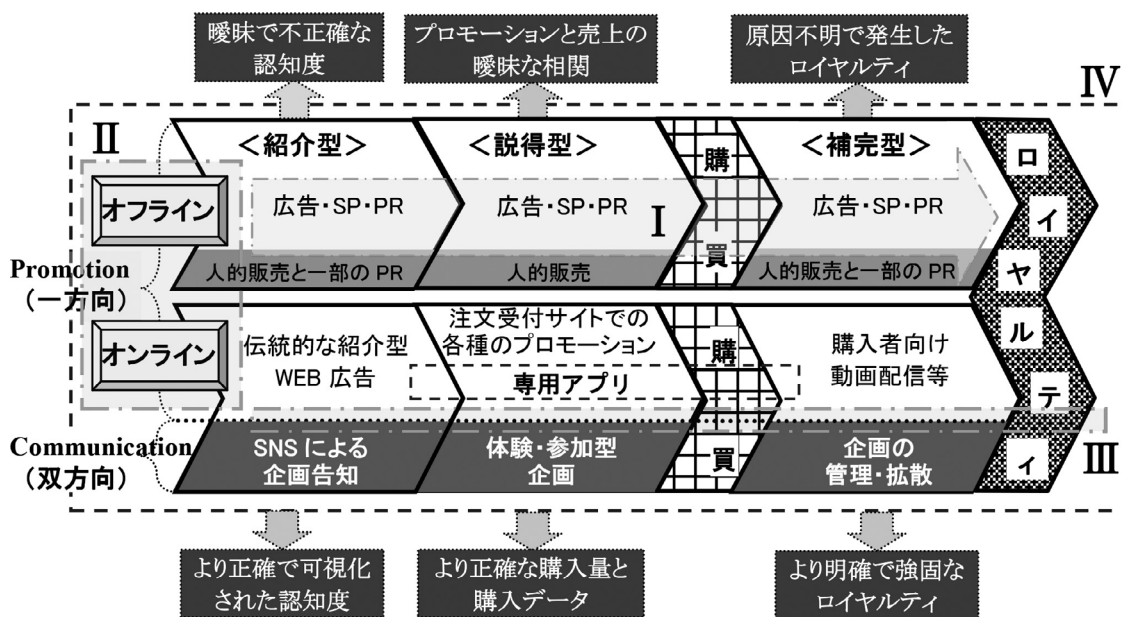 曖昧で不正確な
認知度
プロモーションと売上の
曖昧な相関
原因不明で発生した
ロイヤルティ
IV
II
<紹介型>
<説得型>
購
<補完型>
ロ
オフライン
広告・SP・PR
広告・SP・PR
I
広告・SP・PR
イ
買
Promotion
(一方向)
人的販売と一部の PR
人的販売
人的販売と一部の PR
ヤ
オンライン
伝統的な紹介型
WEB 広告
注文受付サイトでの
各種のプロモーション
専用アプリ
購
購入者向け
動画配信等
ル
テ
Communication
(双方向)
SNS による
企画告知
体験・参加型
企画
買
企画の
管理・拡散
ィ
III
より正確で可視化
された認知度
より正確な購入量と
購入データ
より明確で強固な
ロイヤルティ